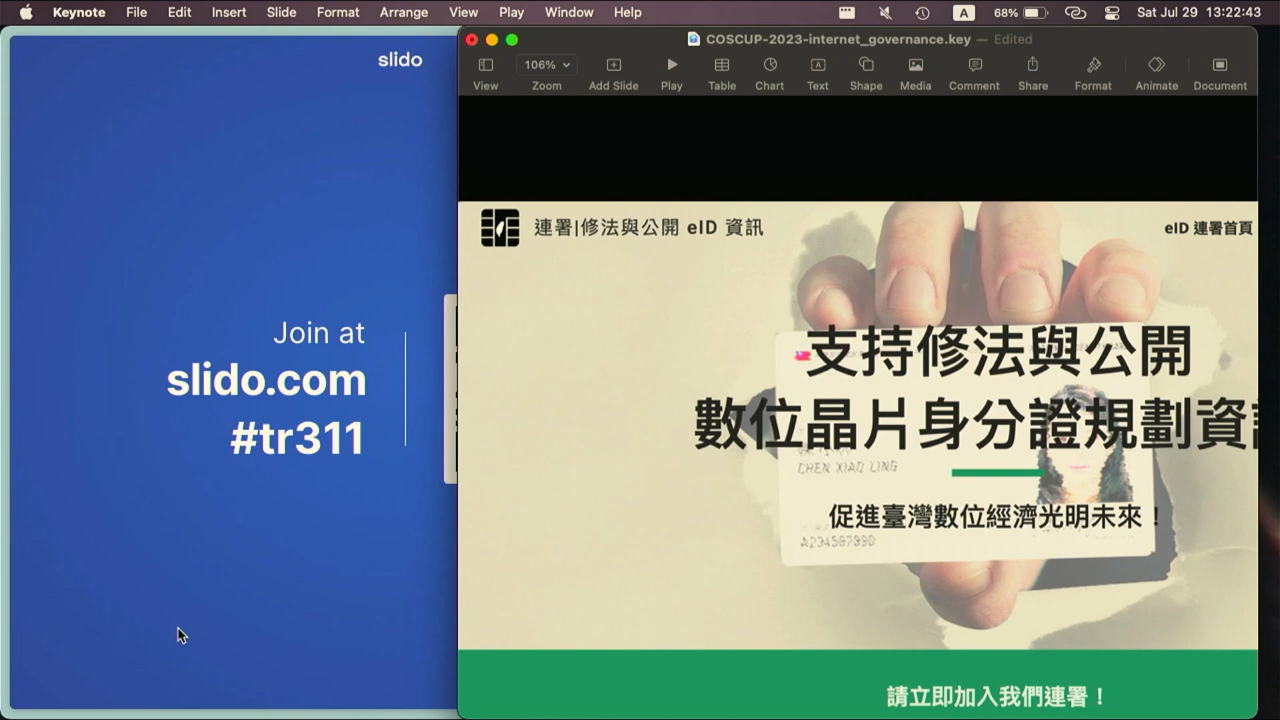 Keynote File Edit Insert Slide Format Arrange View Play Window Help A 68% Sat Jul 29 13:22:43
slido
Join at
slido.com
#tr311
COSCUP-2023-internet_governance.key — Edited
106%
View Zoom Add Slide Play Table Chart Text Shape Media Comment Share Format Animate Document
連署|修法與公開 eID 資訊
eID 連署首頁
支持修法與公開
數位晶片身分證規劃資
CHEN XIAO LING
促進臺灣數位經濟光明未來！
A234567890
請立即加入我們連署！